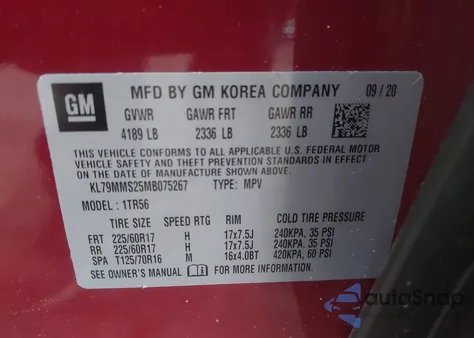 GM
MFD BY GM KOREA COMPANY 09/20
GVWR GAWR FRT GAWR RR
4189 LB 2336 LB 2336 LB
THIS VEHICLE CONFORMS TO ALL APPLICABLE U.S. FEDERAL MOTOR
VEHICLE SAFETY AND THEFT PREVENTION STANDARDS IN EFFECT
ON THE DATE OF MANUFACTURE SHOWN ABOVE.
KL79MMS25MB075267 TYPE: MPV
MODEL: 1TR56
TIRE SIZE SPEED RTG RIM COLD TIRE PRESSURE
FRT 225/60R17 H 17x7.5J 240KPA, 35 PSI
RR 225/60R17 H 17x7.5J 240KPA, 35 PSI
SPA T125/70R16 M 16x4.0BT 420KPA, 60 PSI
SEE OWNER'S MANUAL FOR MORE INFORMATION.
autoSnap